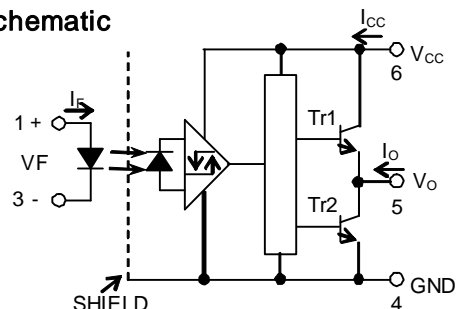 Schematic
ICC
VCC
6
IF
1 +
VF
3 -
Tr1
IO
VO
5
Tr2
GND
4
SHIELD